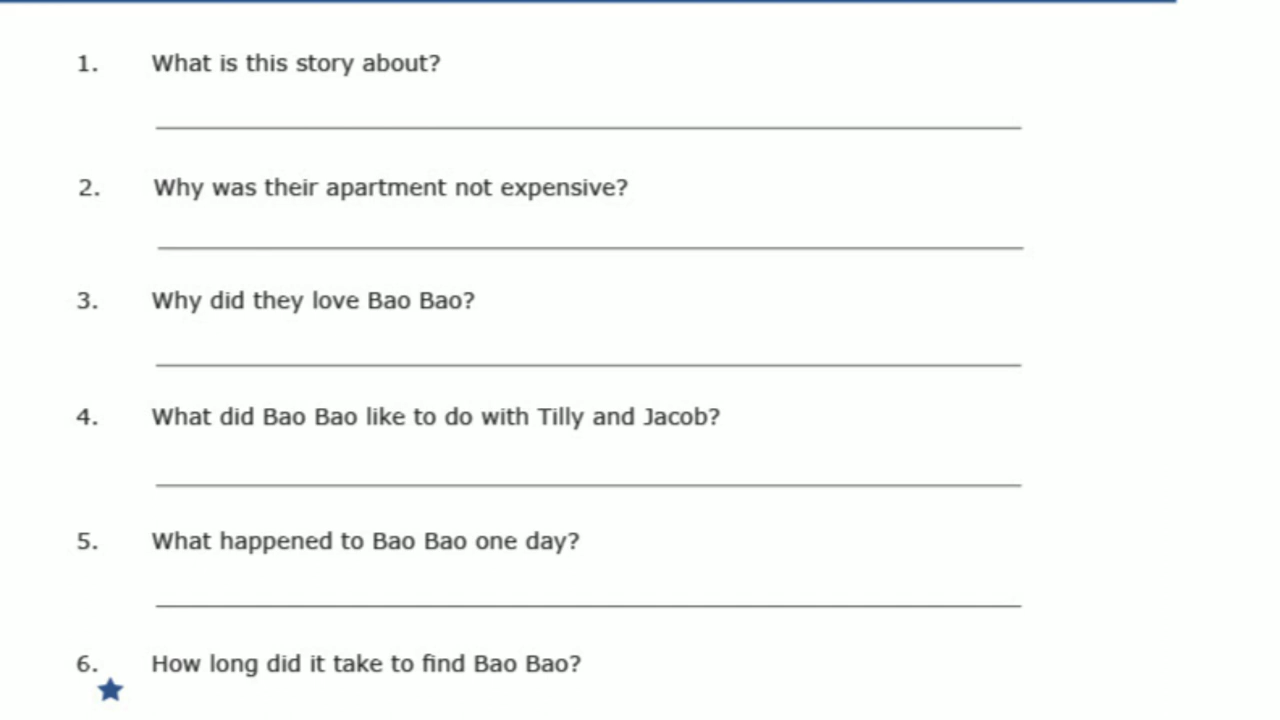 1. What is this story about?
2. Why was their apartment not expensive?
3. Why did they love Bao Bao?
4. What did Bao Bao like to do with Tilly and Jacob?
5. What happened to Bao Bao one day?
6. How long did it take to find Bao Bao?